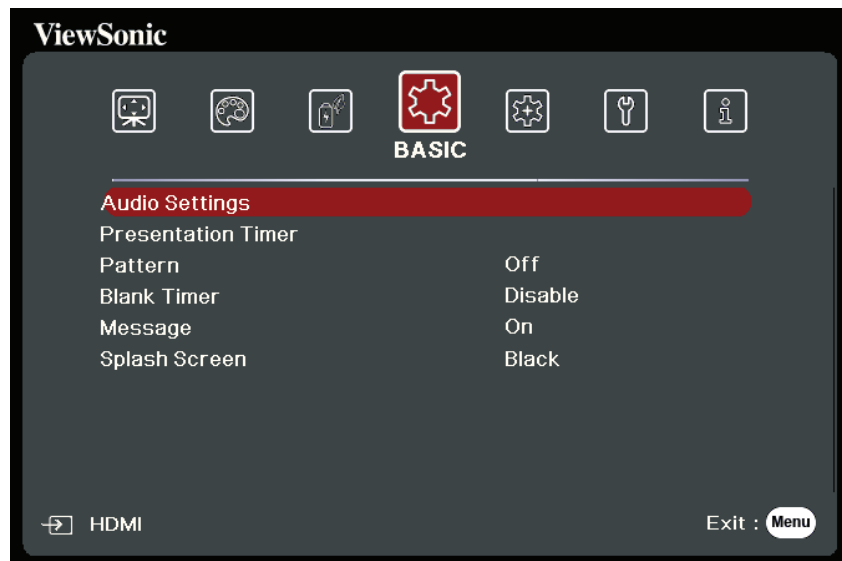 ViewSonic
BASIC
Audio Settings
Presentation Timer
Pattern Off
Blank Timer Disable
Message On
Splash Screen Black
HDMI Exit : Menu